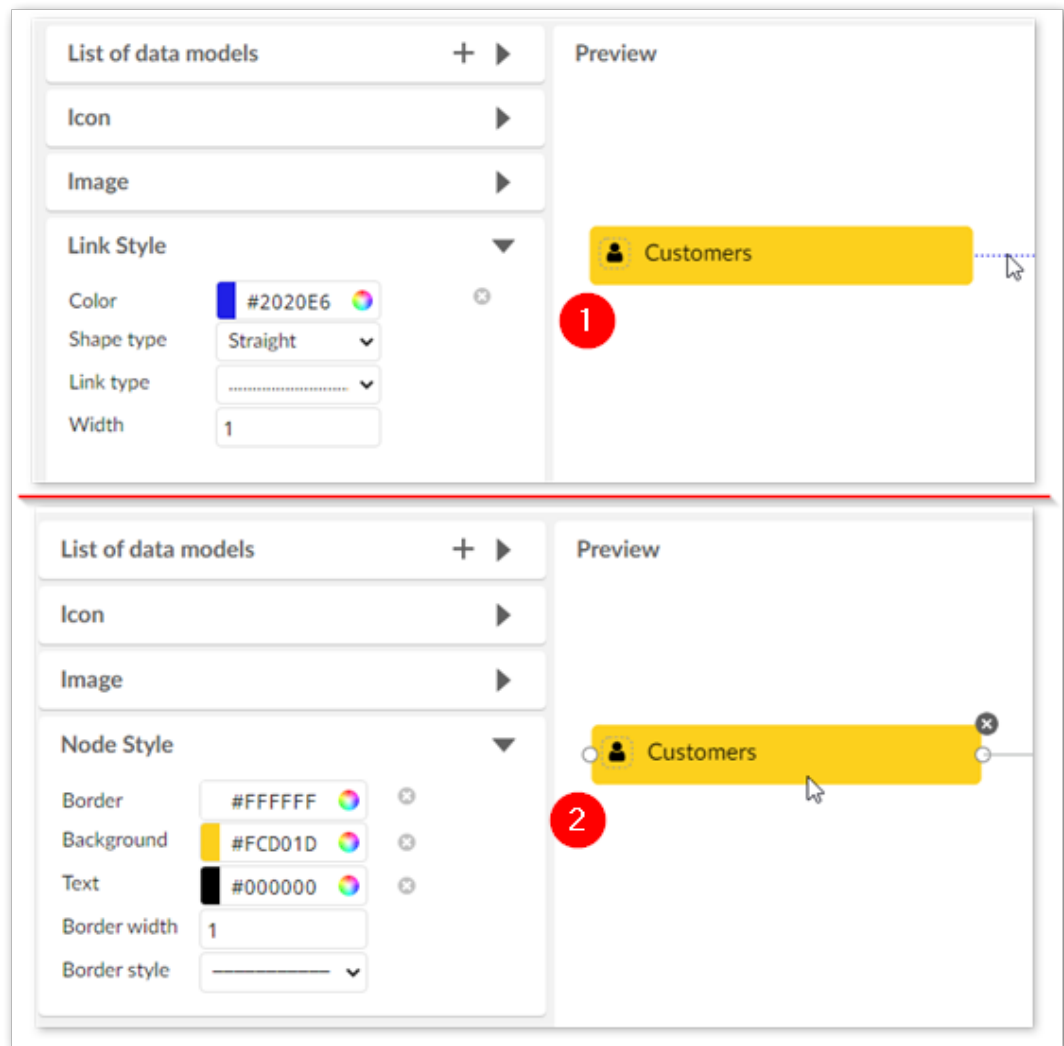 List of data models
Preview
Icon
Image
Link Style
Customers
Color #2020E6
1
Shape type Straight
Link type
Width 1
List of data models
Preview
Icon
Image
Node Style
Customers
Border #FFFFFF
2
Background #FCD01D
Text #000000
Border width 1
Border style